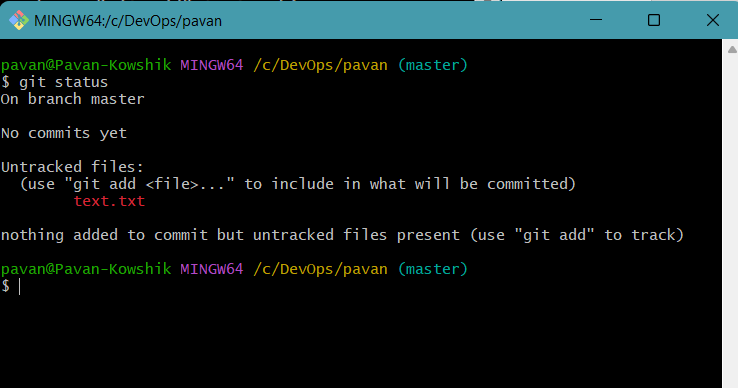 MINGW64:/c/DevOps/pavan
pavan@Pavan-Kowshik MINGW64 /c/DevOps/pavan (master)
$ git status
On branch master
No commits yet
Untracked files:
  (use "git add <file>..." to include in what will be committed)
        text.txt
nothing added to commit but untracked files present (use "git add" to track)
pavan@Pavan-Kowshik MINGW64 /c/DevOps/pavan (master)
$